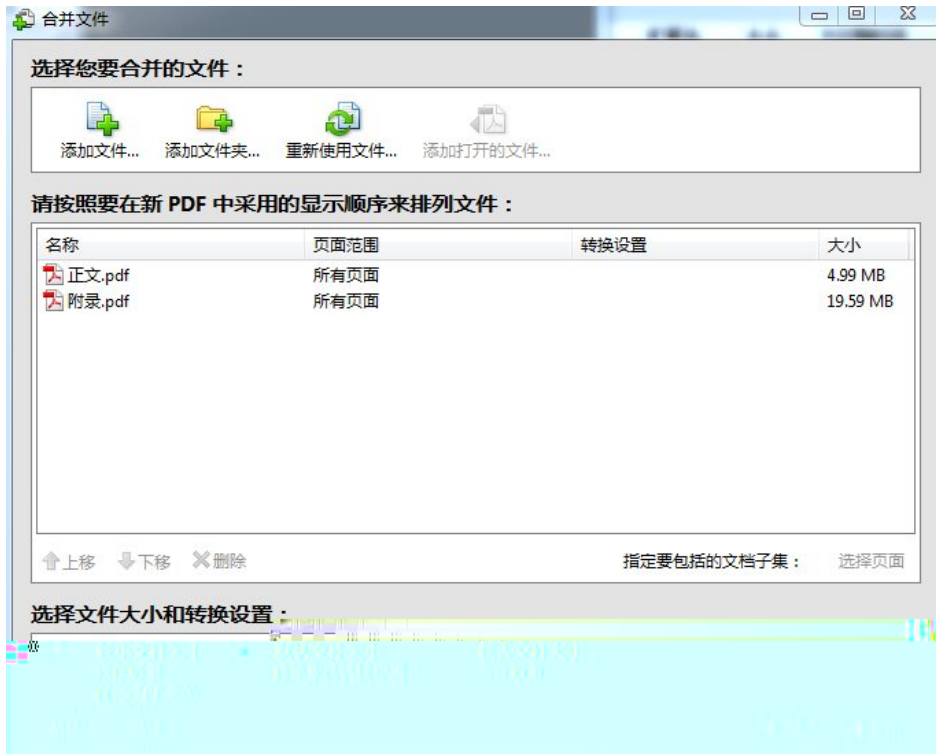 合并文件
选择您要合并的文件：
添加文件... 添加文件夹... 重新使用文件... 添加打开的文件...
请按照要在新 PDF 中采用的显示顺序来排列文件：
名称 页面范围 转换设置 大小
正文.pdf 所有页面 4.99 MB
附录.pdf 所有页面 19.59 MB
上移 下移 删除 指定要包括的文档子集： 选择页面
选择文件大小和转换设置：